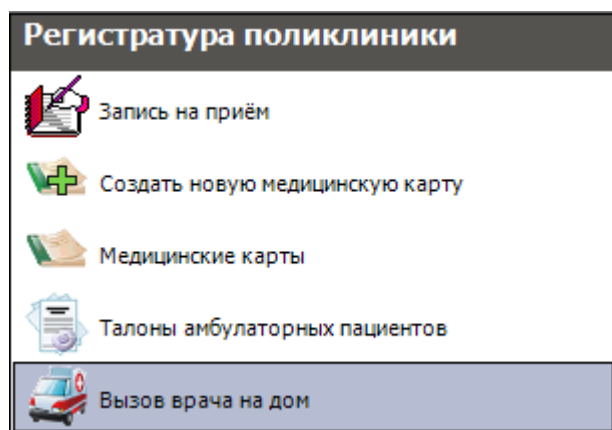 Регистратура поликлиники
Запись на приём
Создать новую медицинскую карту
Медицинские карты
Талоны амбулаторных пациентов
Вызов врача на дом